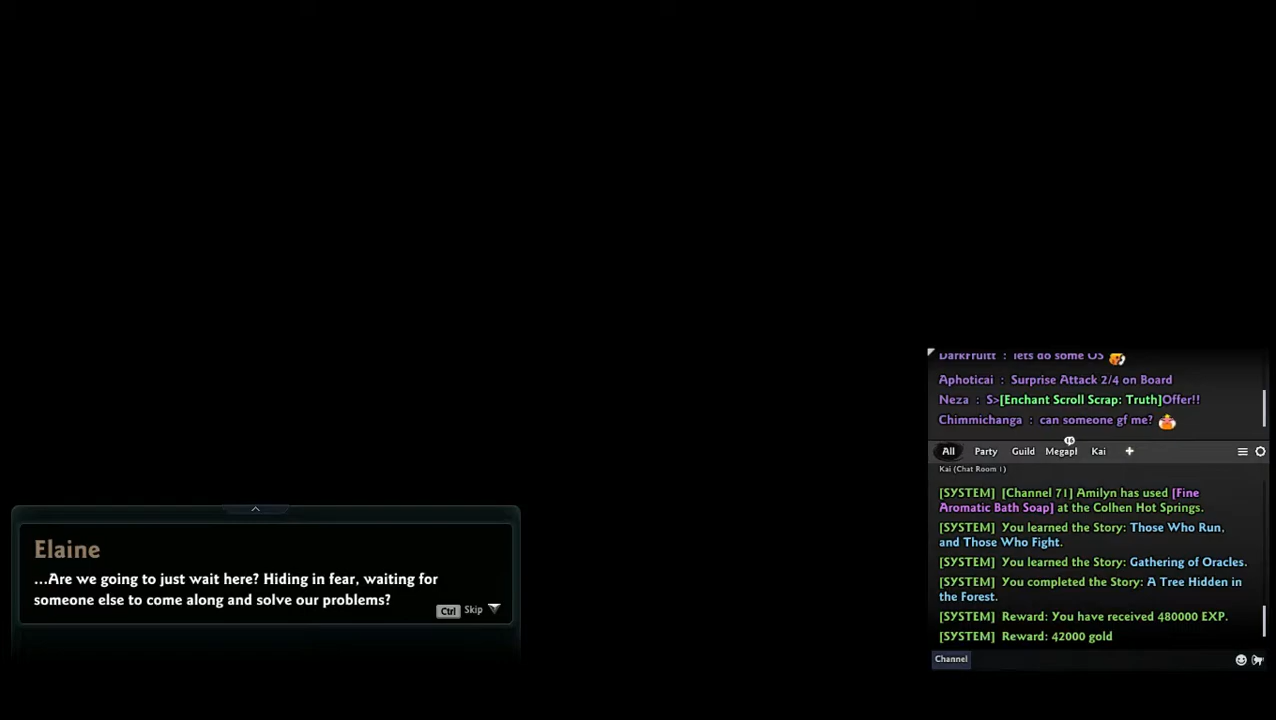 Elaine
...Are we going to just wait here? Hiding in fear, waiting for
someone else to come along and solve our problems?
Ctrl Skip
DarkFruitt : lets do some OS
Aphoticai : Surprise Attack 2/4 on Board
Neza : S>[Enchant Scroll Scrap: Truth]Offer!!
Chimmichanga : can someone gf me?
All Party Guild Megapl Kai +
Kai (Chat Room 1)
[SYSTEM] [Channel 71] Amilyn has used [Fine
Aromatic Bath Soap] at the Colhen Hot Springs.
[SYSTEM] You learned the Story: Those Who Run,
and Those Who Fight.
[SYSTEM] You learned the Story: Gathering of Oracles.
[SYSTEM] You completed the Story: A Tree Hidden in
the Forest.
[SYSTEM] Reward: You have received 480000 EXP.
[SYSTEM] Reward: 42000 gold
Channel